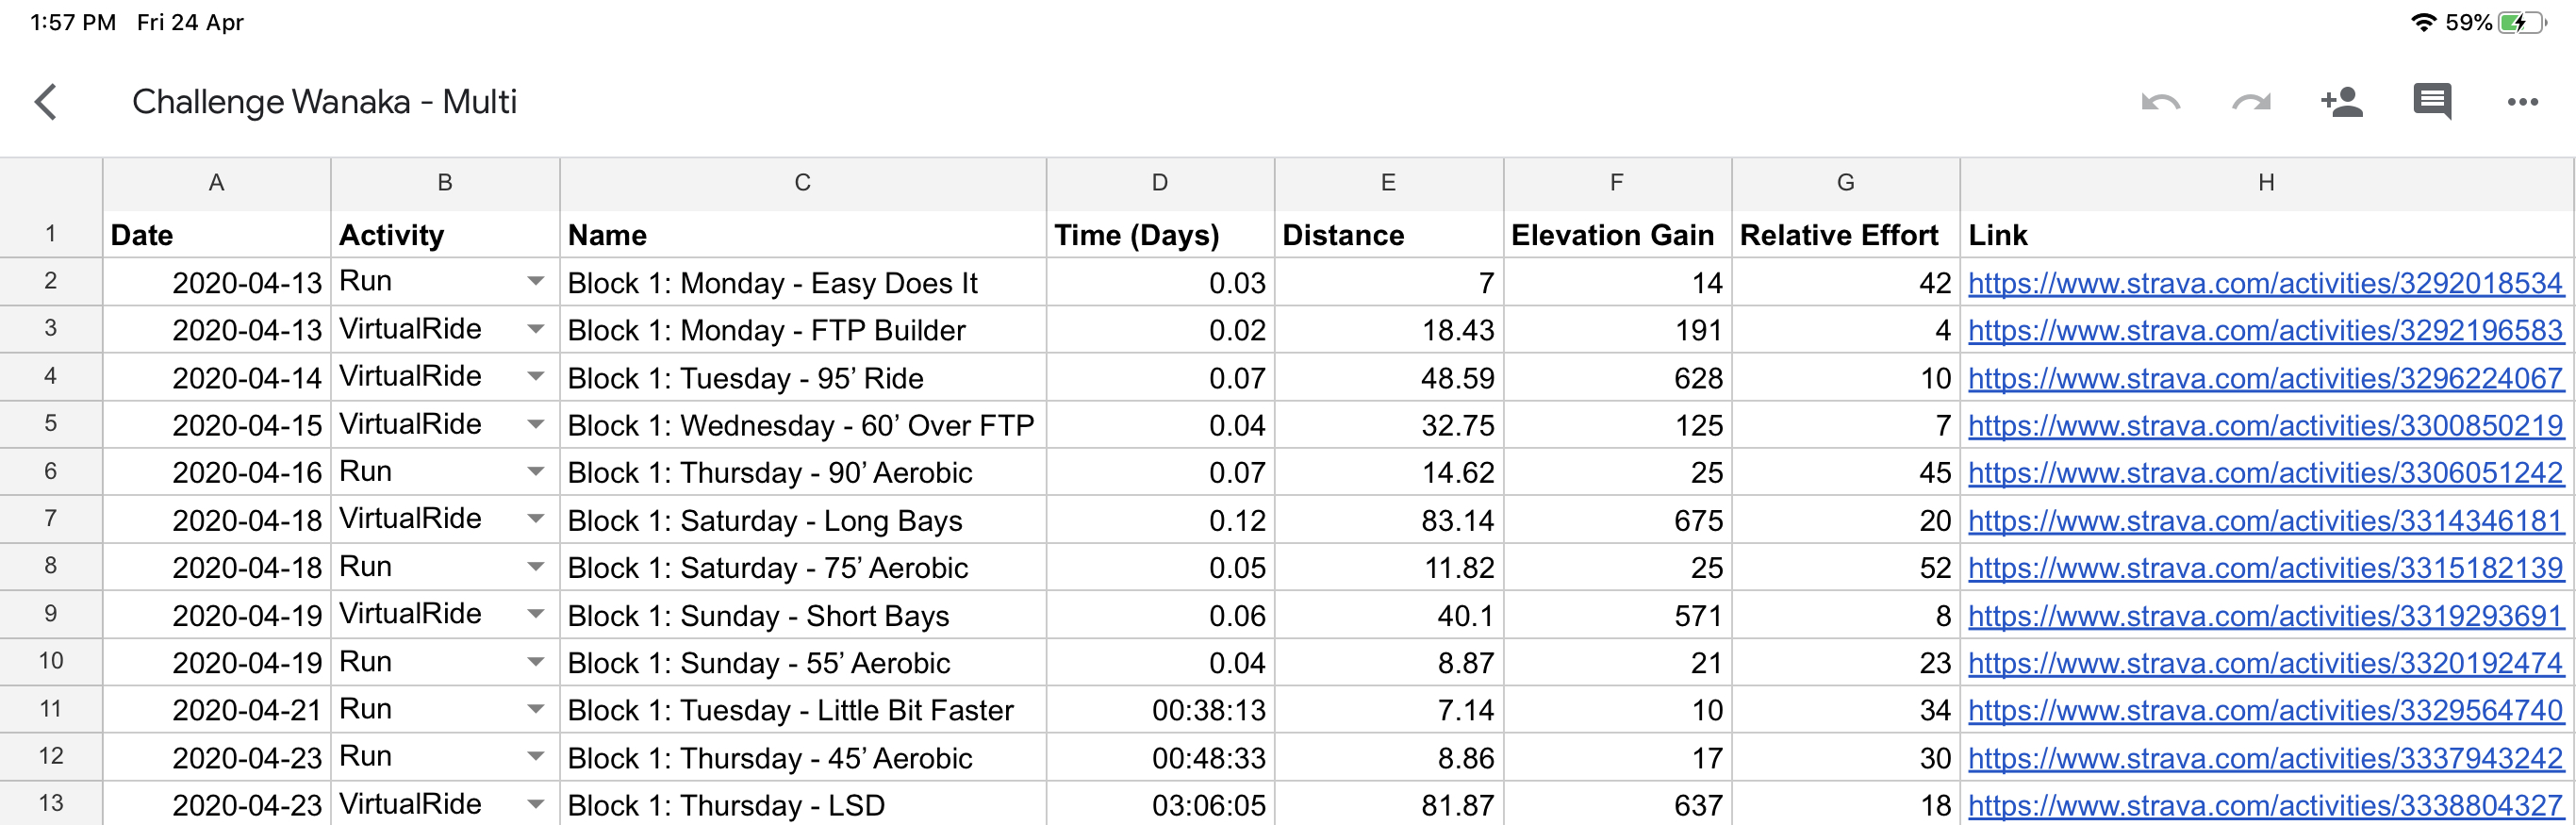 1:57 PM Fri 24 Apr 59%
Challenge Wanaka - Multi
A B C D E F G H
1 Date Activity Name Time (Days) Distance Elevation Gain Relative Effort Link
2 2020-04-13 Run Block 1: Monday - Easy Does It 0.03 7 14 42 https://www.strava.com/activities/3292018534
3 2020-04-13 VirtualRide Block 1: Monday - FTP Builder 0.02 18.43 191 4 https://www.strava.com/activities/3292196583
4 2020-04-14 VirtualRide Block 1: Tuesday - 95’ Ride 0.07 48.59 628 10 https://www.strava.com/activities/3296224067
5 2020-04-15 VirtualRide Block 1: Wednesday - 60’ Over FTP 0.04 32.75 125 7 https://www.strava.com/activities/3300850219
6 2020-04-16 Run Block 1: Thursday - 90’ Aerobic 0.07 14.62 25 45 https://www.strava.com/activities/3306051242
7 2020-04-18 VirtualRide Block 1: Saturday - Long Bays 0.12 83.14 675 20 https://www.strava.com/activities/3314346181
8 2020-04-18 Run Block 1: Saturday - 75’ Aerobic 0.05 11.82 25 52 https://www.strava.com/activities/3315182139
9 2020-04-19 VirtualRide Block 1: Sunday - Short Bays 0.06 40.1 571 8 https://www.strava.com/activities/3319293691
10 2020-04-19 Run Block 1: Sunday - 55’ Aerobic 0.04 8.87 21 23 https://www.strava.com/activities/3320192474
11 2020-04-21 Run Block 1: Tuesday - Little Bit Faster 00:38:13 7.14 10 34 https://www.strava.com/activities/3329564740
12 2020-04-23 Run Block 1: Thursday - 45’ Aerobic 00:48:33 8.86 17 30 https://www.strava.com/activities/3337943242
13 2020-04-23 VirtualRide Block 1: Thursday - LSD 03:06:05 81.87 637 18 https://www.strava.com/activities/3338804327